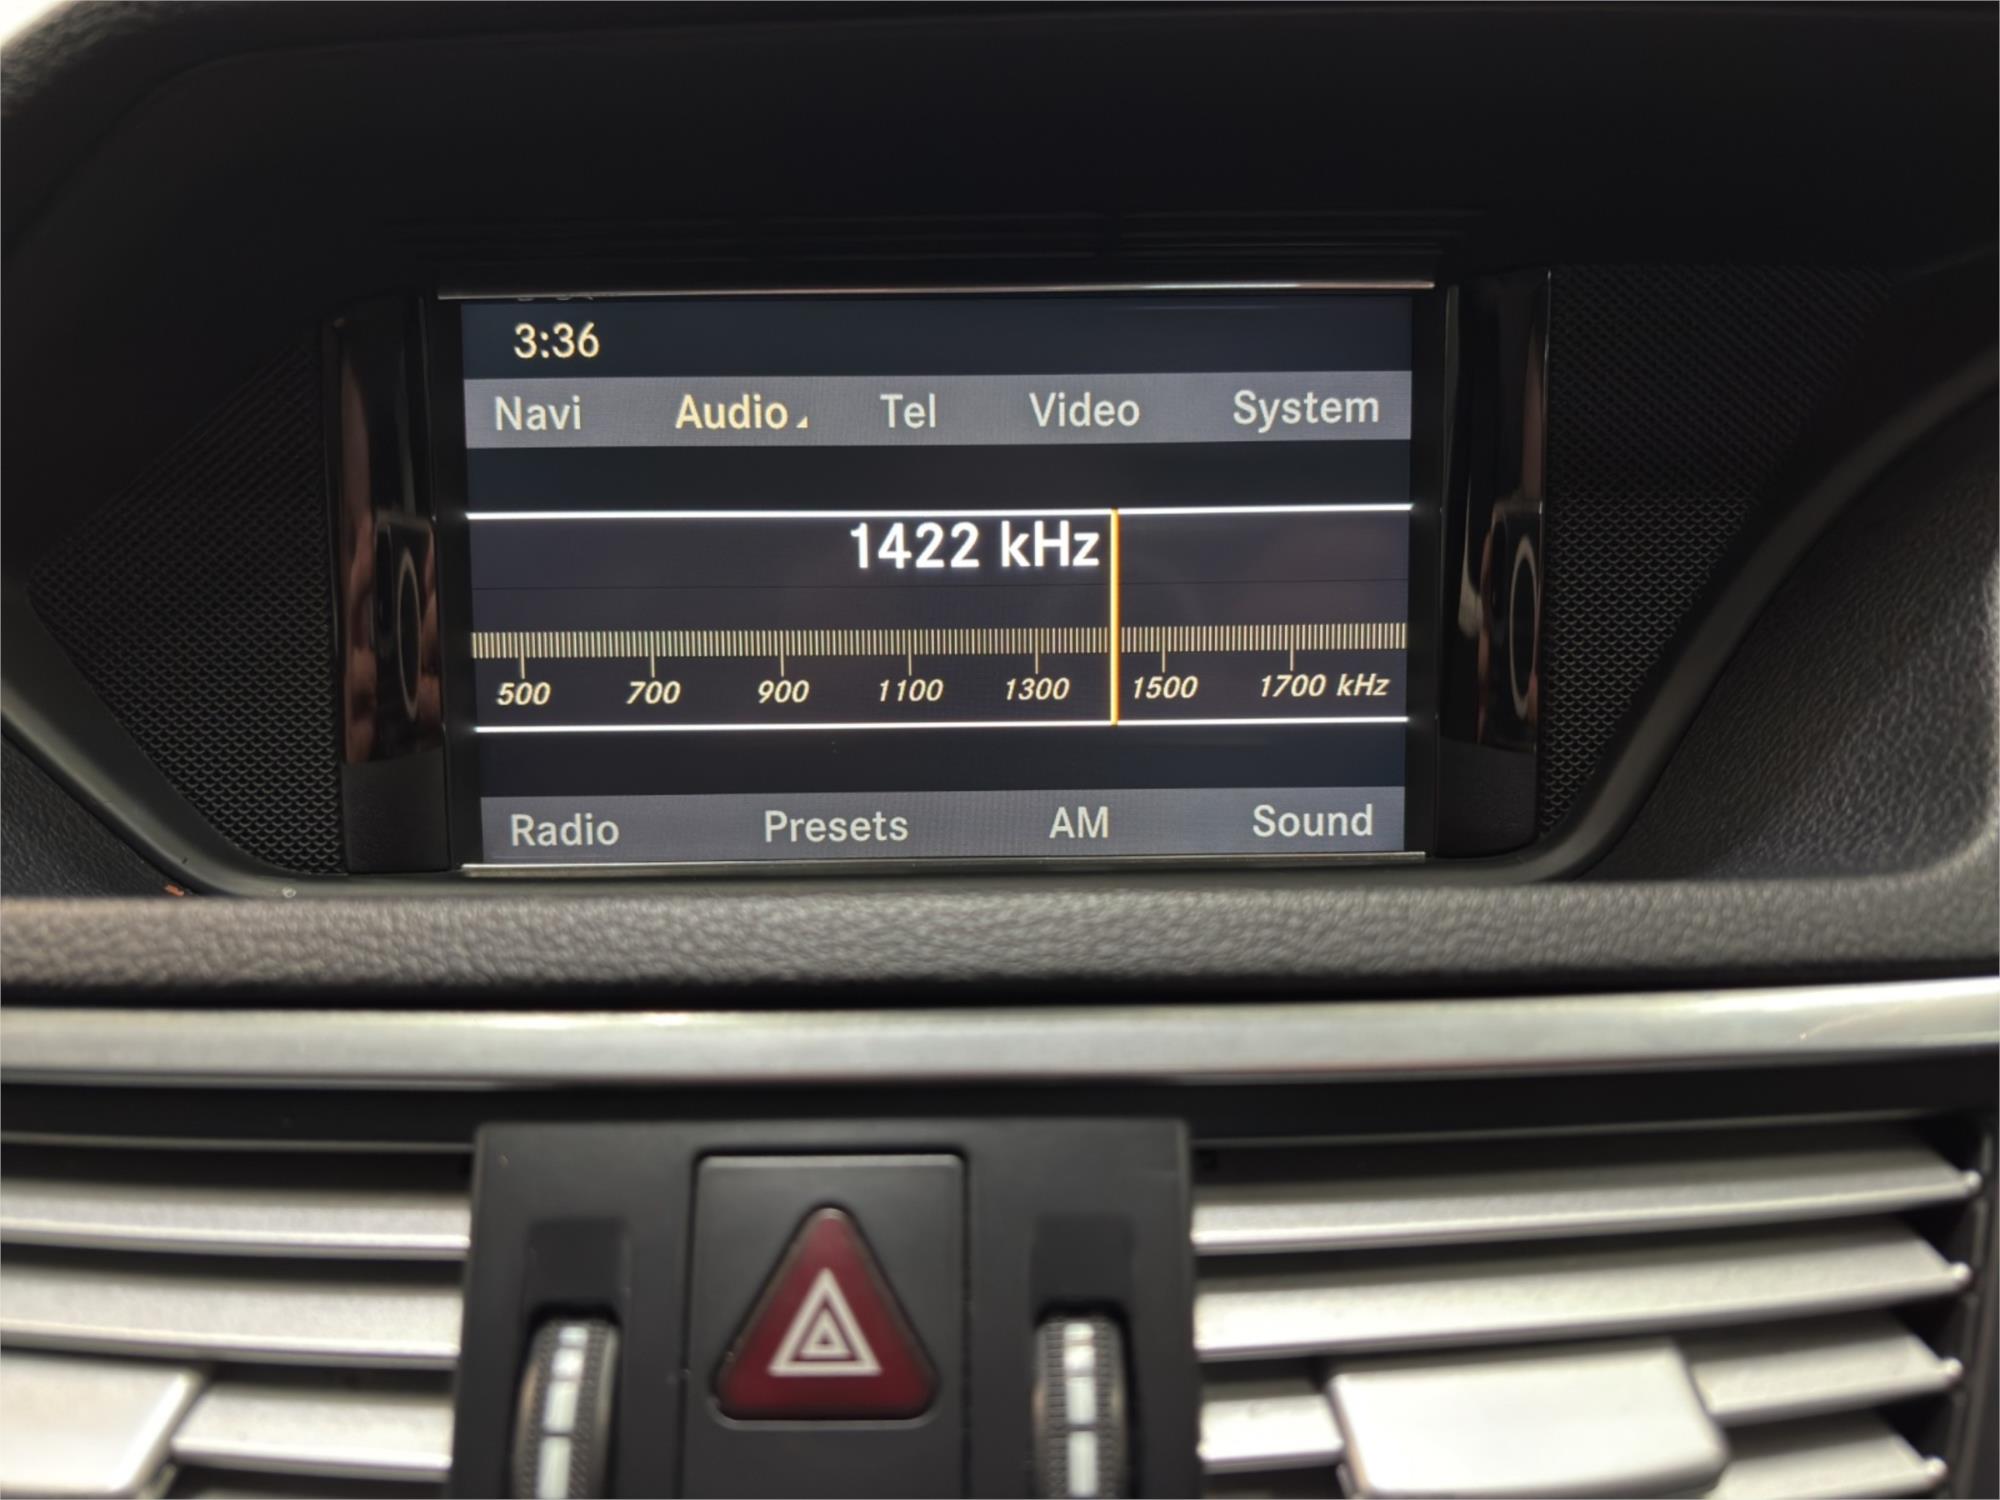 3:36
Navi Audio Tel Video System
1422 kHz
500 700 900 1100 1300 1500 1700 kHz
Radio Presets AM Sound